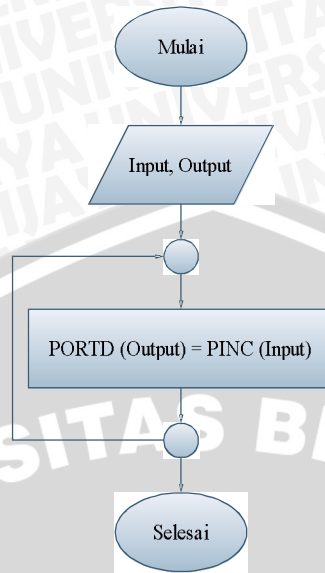 Mulai
Input, Output
PORTD (Output) = PINC (Input)
Selesai